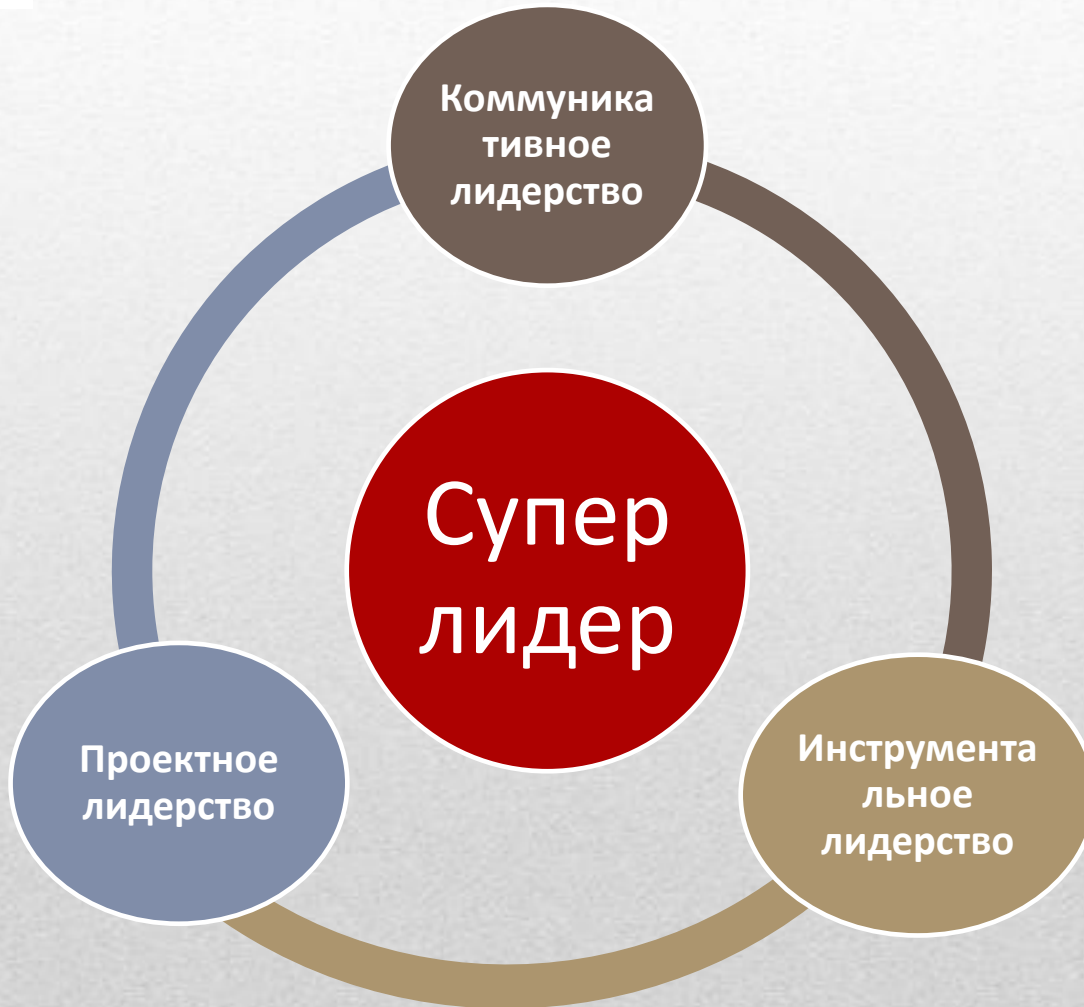 Коммуника
тивное
лидерство
Супер
лидер
Проектное
лидерство
Инструмента
льное
лидерство